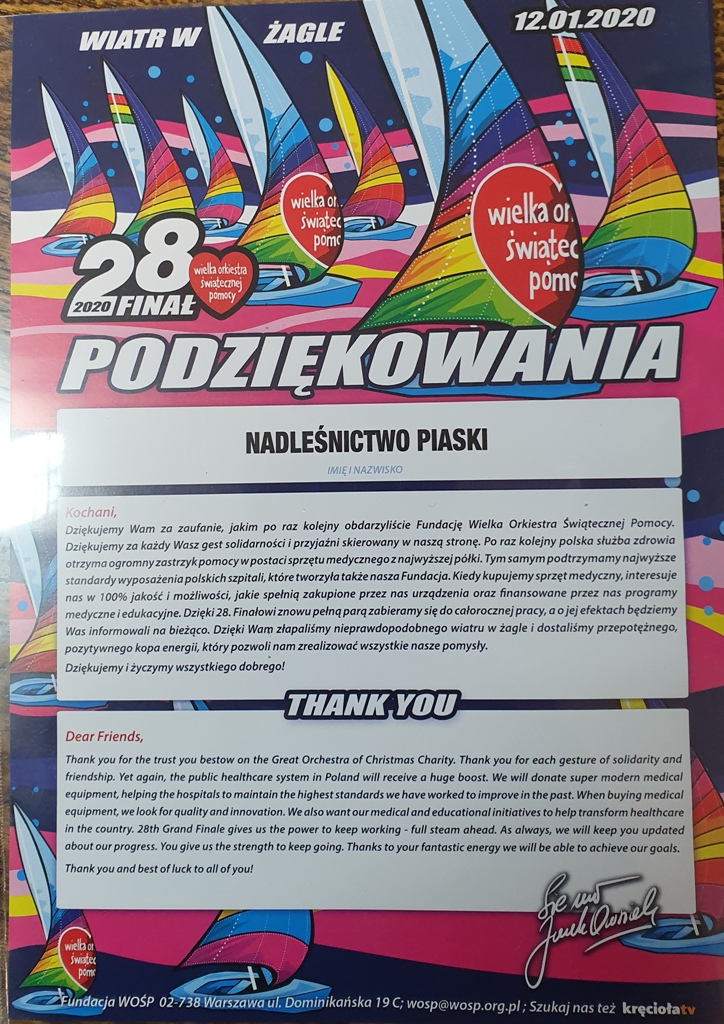 WIATR W ŻAGLE
12.01.2020
wielka or
świątec
pomo
wielka or
świątec
pomo
28
2020 FINAŁ
wielka orkiestra
świątecznej
pomocy
PODZIĘKOWANIA
NADLEŚNICTWO PIASKI
IMIĘ I NAZWISKO
Kochani,
Dziękujemy Wam za zaufanie, jakim po raz kolejny obdarzyliście Fundację Wielka Orkiestra Świątecznej Pomocy.
Dziękujemy za każdy Wasz gest solidarności i przyjaźni skierowany w naszą stronę. Po raz kolejny polska służba zdrowia
otrzyma ogromny zastrzyk pomocy w postaci sprzętu medycznego z najwyższej półki. Tym samym podtrzymamy najwyższe
standardy wyposażenia polskich szpitali, które tworzyła także nasza Fundacja. Kiedy kupujemy sprzęt medyczny, interesuje
nas w 100% jakość i możliwości, jakie spełnią zakupione przez nas urządzenia oraz finansowane przez nas programy
medyczne i edukacyjne. Dzięki 28. Finałowi znowu pełną parą zabieramy się do całorocznej pracy, a o jej efektach będziemy
Was informowali na bieżąco. Dzięki Wam złapaliśmy nieprawdopodobnego wiatru w żagle i dostaliśmy przepotężnego,
pozytywnego kopa energii, który pozwoli nam zrealizować wszystkie nasze pomysły.
Dziękujemy i życzymy wszystkiego dobrego!
THANK YOU
Dear Friends,
Thank you for the trust you bestow on the Great Orchestra of Christmas Charity. Thank you for each gesture of solidarity and
friendship. Yet again, the public healthcare system in Poland will receive a huge boost. We will donate super modern medical
equipment, helping the hospitals to maintain the highest standards we have worked to improve in the past. When buying medical
equipment, we look for quality and innovation. We also want our medical and educational initiatives to help transform healthcare
in the country. 28th Grand Finale gives us the power to keep working - full steam ahead. As always, we will keep you updated
about our progress. You give us the strength to keep going. Thanks to your fantastic energy we will be able to achieve our goals.
Thank you and best of luck to all of you!
wielka or
świątec
pomo
Fundacja WOŚP 02-738 Warszawa ul. Dominikańska 19 C; wosp@wosp.org.pl ; Szukaj nas też kręciołatv